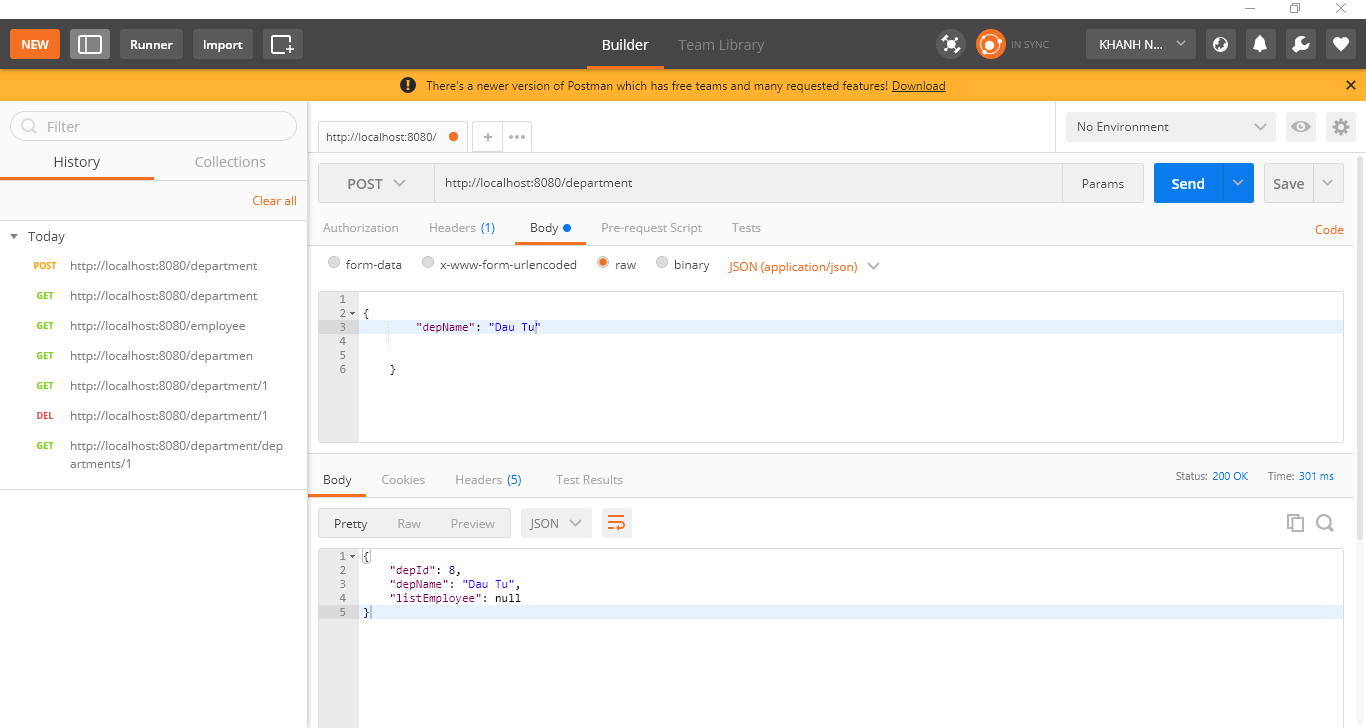 NEW
Runner
Import
Builder
Team Library
IN SYNC
KHANH N...
There's a newer version of Postman which has free teams and many requested features! Download
Filter
History
Collections
Clear all
Today
POST http://localhost:8080/department
GET http://localhost:8080/department
GET http://localhost:8080/employee
GET http://localhost:8080/departmen
GET http://localhost:8080/department/1
DEL http://localhost:8080/department/1
GET http://localhost:8080/department/dep
artments/1
http://localhost:8080/
No Environment
POST
http://localhost:8080/department
Params
Send
Save
Authorization
Headers (1)
Body
Pre-request Script
Tests
Code
form-data
x-www-form-urlencoded
raw
binary
JSON (application/json)
1
2 {
3 "depName": "Dau Tu"
4
5
6 }
Body
Cookies
Headers (5)
Test Results
Status: 200 OK
Time: 301 ms
Pretty
Raw
Preview
JSON
1 {
2 "depId": 8,
3 "depName": "Dau Tu",
4 "listEmployee": null
5 }